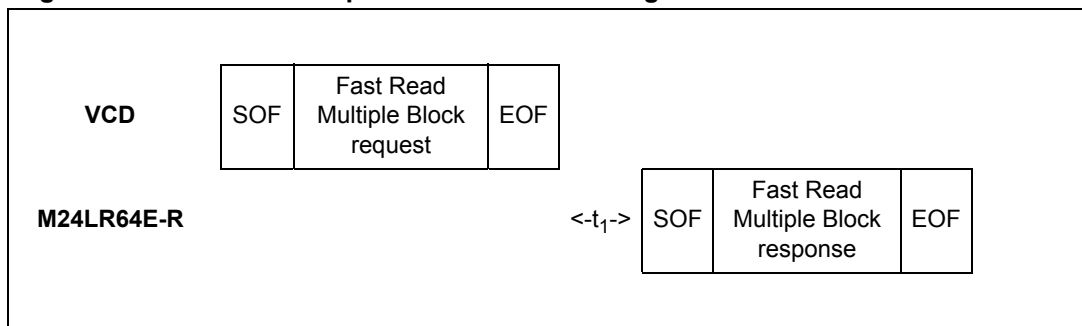 VCD
SOF
Fast Read
Multiple Block
request
EOF
M24LR64E-R
<-t1->
SOF
Fast Read
Multiple Block
response
EOF